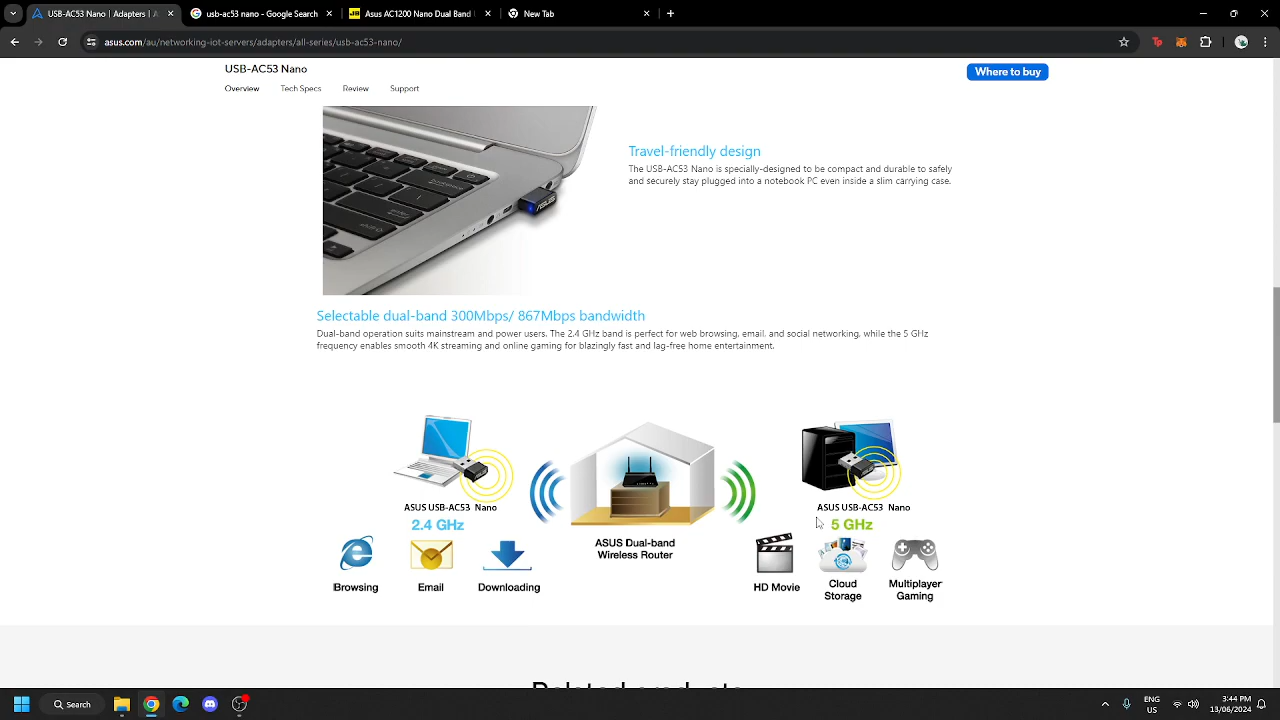 USB-AC53 Nano | Adapters | A
usb-ac53 nano - Google Search
Asus AC1200 Nano Dual Band
New Tab
asus.com/au/networking-iot-servers/adapters/all-series/usb-ac53-nano/
USB-AC53 Nano
Where to buy
Overview
Tech Specs
Review
Support
Travel-friendly design
The USB-AC53 Nano is specially-designed to be compact and durable to safely
and securely stay plugged into a notebook PC even inside a slim carrying case.
ASUS
Selectable dual-band 300Mbps/ 867Mbps bandwidth
Dual-band operation suits mainstream and power users. The 2.4 GHz band is perfect for web browsing, email, and social networking, while the 5 GHz
frequency enables smooth 4K streaming and online gaming for blazingly fast and lag-free home entertainment.
ASUS USB-AC53 Nano
2.4 GHz
Browsing
Email
Downloading
ASUS Dual-band
Wireless Router
ASUS USB-AC53 Nano
5 GHz
HD Movie
Cloud
Storage
Multiplayer
Gaming
Related products
Search
ENG
US
3:44 PM
13/06/2024